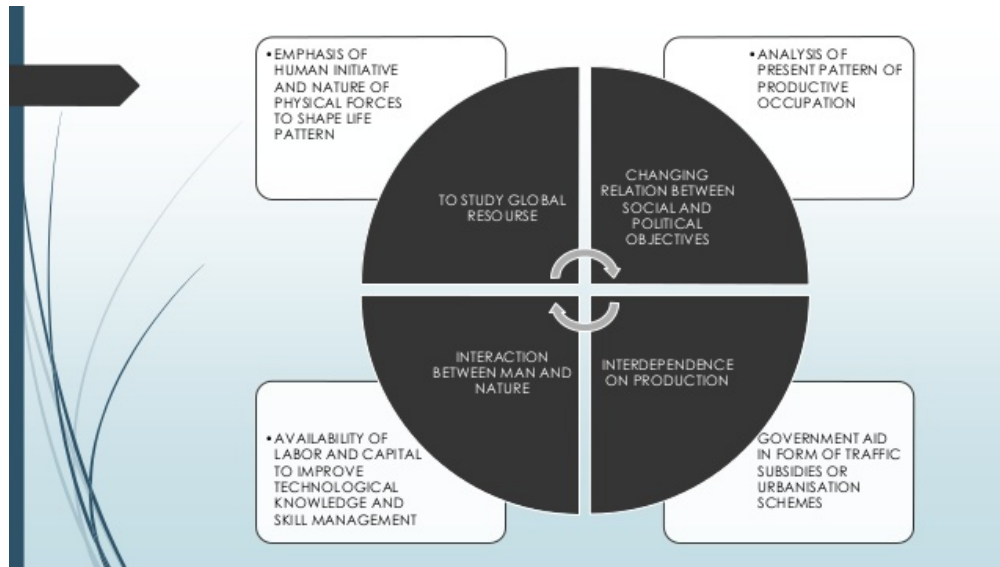 •EMPHASIS OF
HUMAN INITIATIVE
AND NATURE OF
PHYSICAL FORCES
TO SHAPE LIFE
PATTERN
•ANALYSIS OF
PRESENT PATTERN OF
PRODUCTIVE
OCCUPATION
TO STUDY GLOBAL
RESOURSE
CHANGING
RELATION BETWEEN
SOCIAL AND
POLITICAL
OBJECTIVES
INTERACTION
BETWEEN MAN AND
NATURE
INTERDEPENDENCE
ON PRODUCTION
•AVAILABILITY OF
LABOR AND CAPITAL
TO IMPROVE
TECHNOLOGICAL
KNOWLEDGE AND
SKILL MANAGEMENT
GOVERNMENT AID
IN FORM OF TRAFFIC
SUBSIDIES OR
URBANISATION
SCHEMES